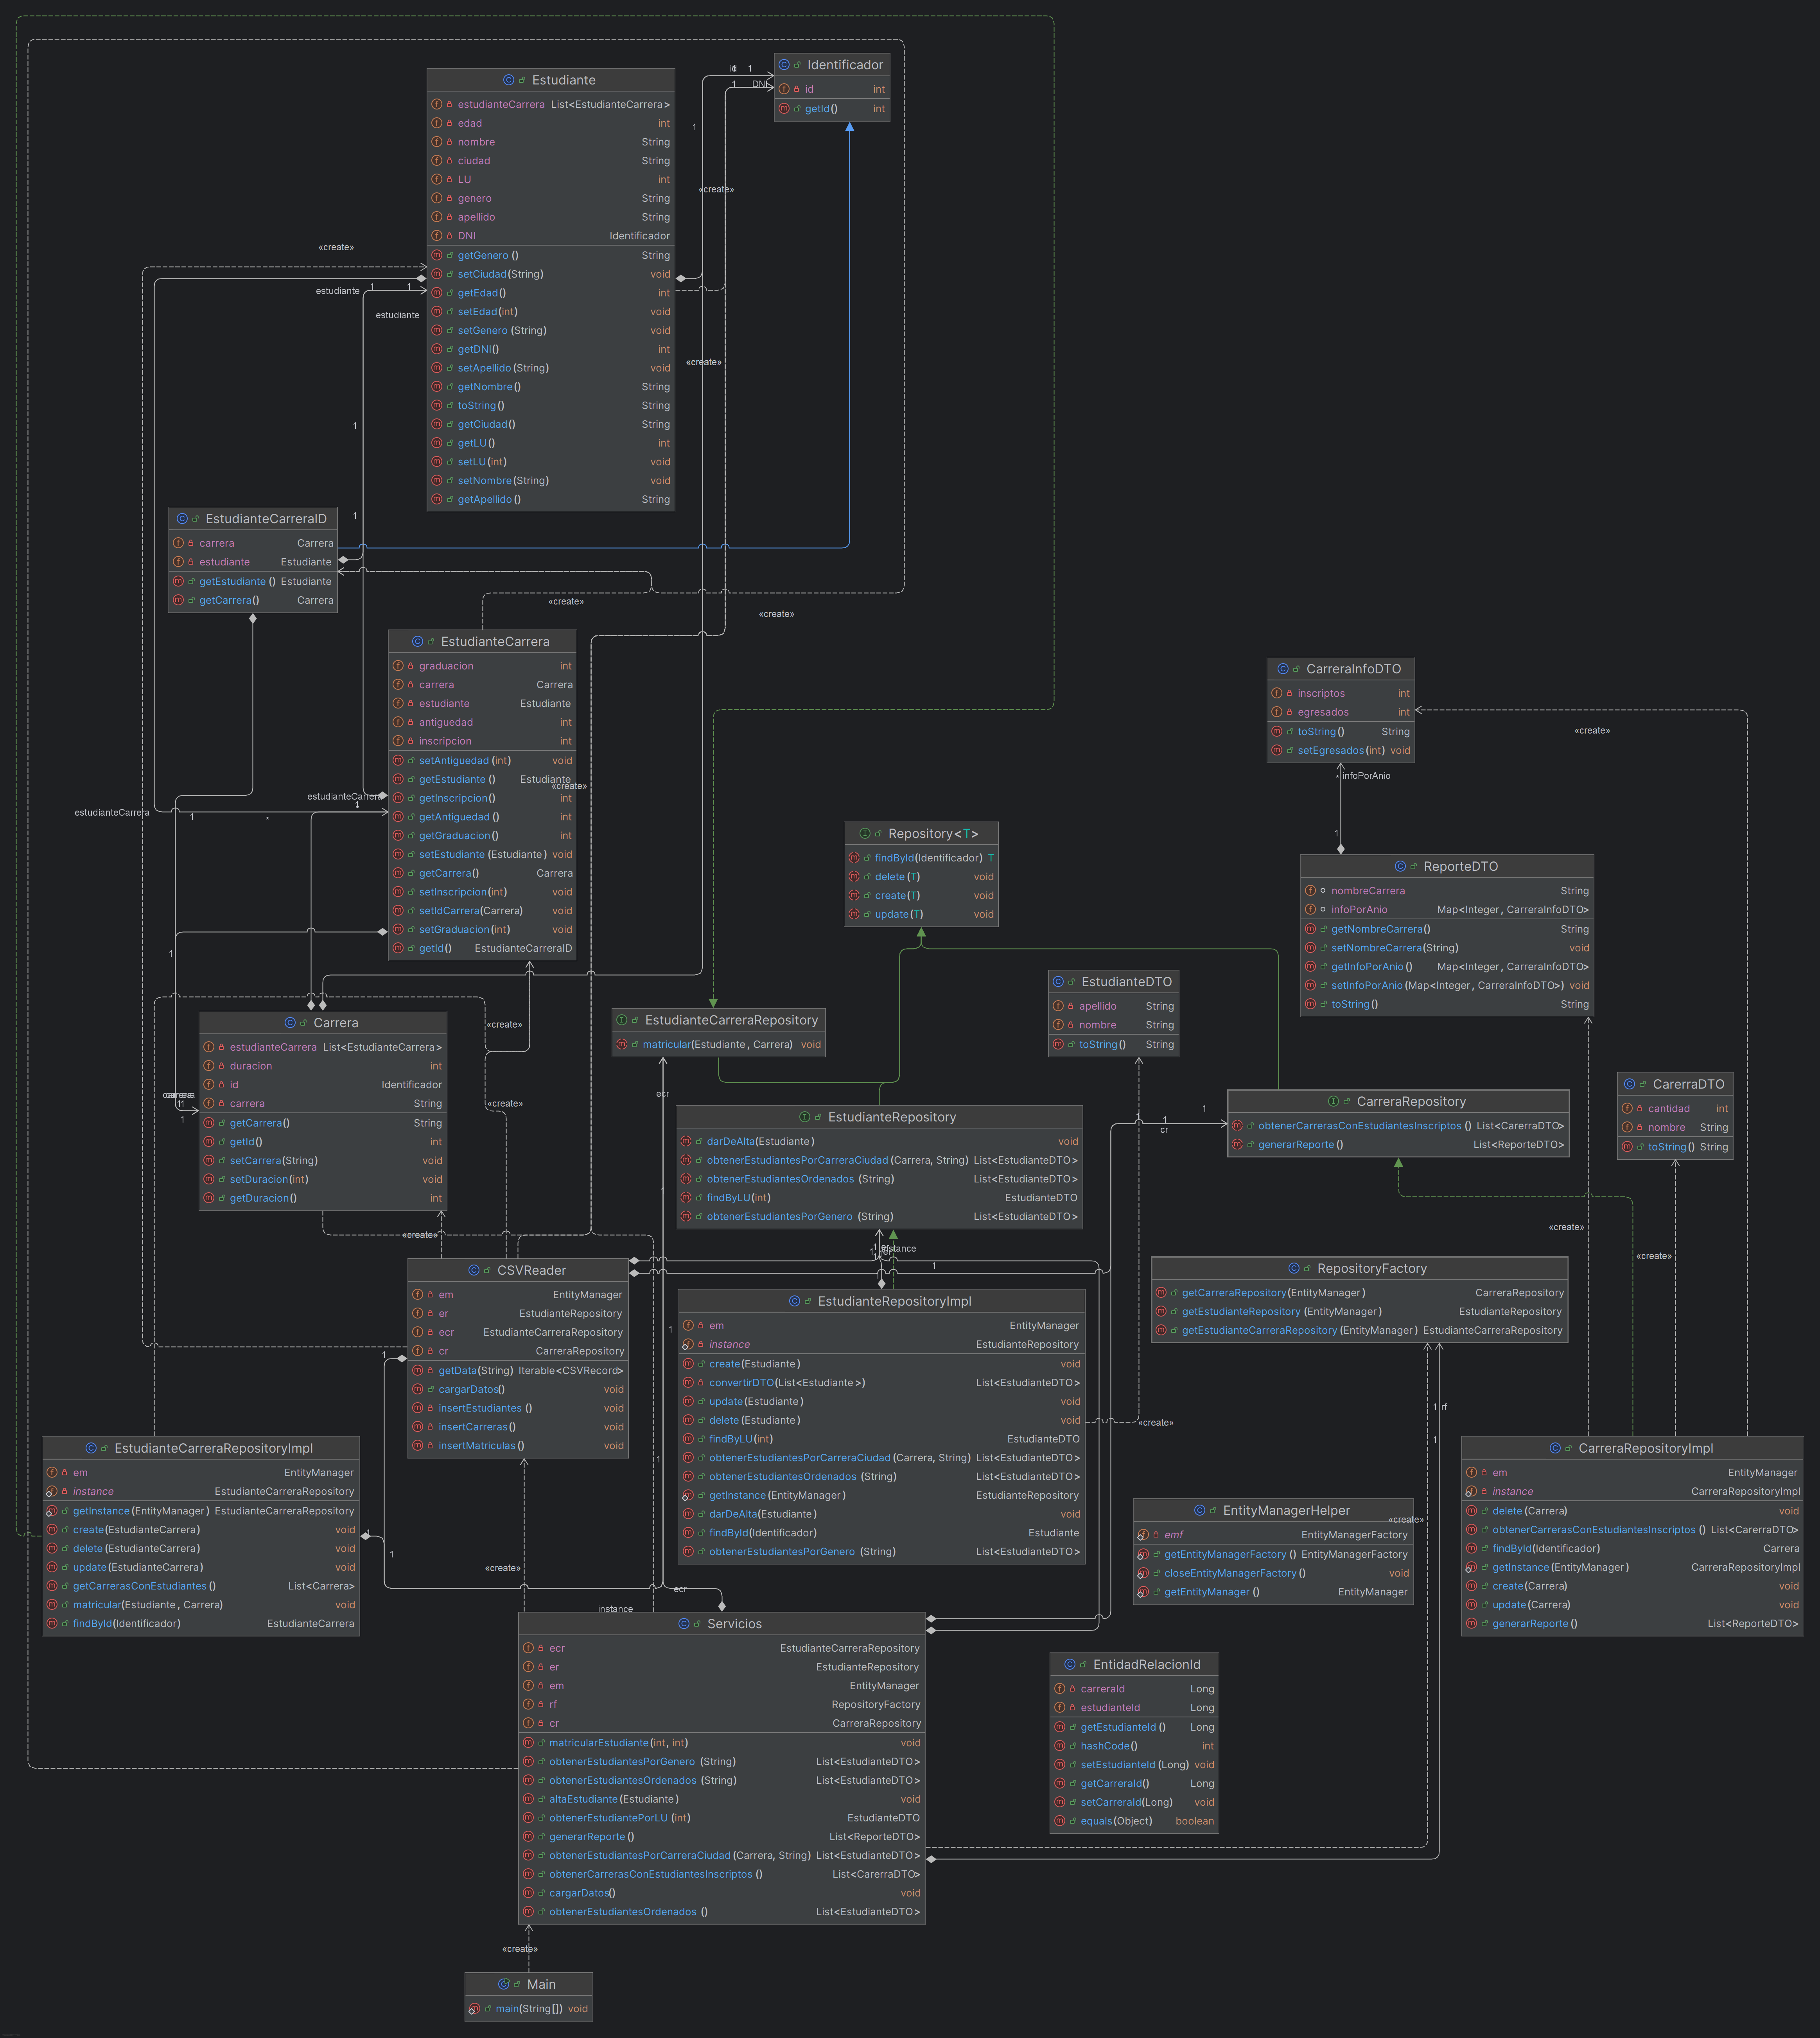 Identificador
id int
getId() int
Estudiante
estudianteCarrera List<EstudianteCarrera>
edad int
nombre String
ciudad String
LU int
genero String
apellido String
DNI Identificador
getGenero () String
setCiudad(String) void
getEdad() int
setEdad(int) void
setGenero (String) void
getDNI() int
setApellido(String) void
getNombre() String
toString() String
getCiudad() String
getLU() int
setLU(int) void
setNombre(String) void
getApellido() String
1
1
DNI
1
«create»
«create»
«create»
estudiante
1
1
estudiante
1
1
EstudianteCarreraID
carrera Carrera
estudiante Estudiante
getEstudiante () Estudiante
getCarrera() Carrera
«create»
«create»
EstudianteCarrera
graduacion int
carrera Carrera
estudiante Estudiante
antiguedad int
inscripcion int
setAntiguedad (int) void
getEstudiante () Estudiante
getInscripcion() int
getAntiguedad () int
getGraduacion() int
setEstudiante (Estudiante) void
getCarrera() Carrera
setInscripcion(int) void
setIdCarrera(Carrera) void
setGraduacion(int) void
getId() EstudianteCarreraID
«create»
estudianteCarrera
estudianteCarrera
1
*
1
CarreraInfoDTO
inscriptos int
egresados int
toString() String
setEgresados(int) void
«create»
* infoPorAnio
1
Repository<T>
findById(Identificador) T
delete (T) void
create(T) void
update(T) void
ReporteDTO
nombreCarrera String
infoPorAnio Map<Integer, CarreraInfoDTO>
getNombreCarrera() String
setNombreCarrera(String) void
getInfoPorAnio () Map<Integer, CarreraInfoDTO>
setInfoPorAnio(Map<Integer, CarreraInfoDTO>) void
toString() String
EstudianteDTO
apellido String
nombre String
toString() String
EstudianteCarreraRepository
matricular(Estudiante, Carrera) void
Carrera
estudianteCarrera List<EstudianteCarrera>
duracion int
id Identificador
carrera String
getCarrera() String
getId() int
setCarrera(String) void
setDuracion(int) void
getDuracion() int
«create»
«create»
1
ecr
CarerraDTO
cantidad int
nombre String
toString() String
CarreraRepository
obtenerCarrerasConEstudiantesInscriptos () List<CarerraDTO>
generarReporte () List<ReporteDTO>
1
cr
EstudianteRepository
darDeAlta(Estudiante) void
obtenerEstudiantesPorCarreraCiudad (Carrera, String) List<EstudianteDTO>
obtenerEstudiantesOrdenados (String) List<EstudianteDTO>
findByLU(int) EstudianteDTO
obtenerEstudiantesPorGenero (String) List<EstudianteDTO>
«create»
«create»
«create»
1
CSVReader
em EntityManager
er EstudianteRepository
ecr EstudianteCarreraRepository
cr CarreraRepository
getData(String) Iterable<CSVRecord>
cargarDatos() void
insertEstudiantes () void
insertCarreras() void
insertMatriculas() void
1
1
RepositoryFactory
getCarreraRepository(EntityManager) CarreraRepository
getEstudianteRepository (EntityManager) EstudianteRepository
getEstudianteCarreraRepository (EntityManager) EstudianteCarreraRepository
EstudianteRepositoryImpl
em EntityManager
instance EstudianteRepository
create(Estudiante) void
convertirDTO(List<Estudiante>) List<EstudianteDTO>
update(Estudiante) void
delete (Estudiante) void
findByLU(int) EstudianteDTO
obtenerEstudiantesPorCarreraCiudad (Carrera, String) List<EstudianteDTO>
obtenerEstudiantesOrdenados (String) List<EstudianteDTO>
getInstance(EntityManager) EstudianteRepository
darDeAlta(Estudiante) void
findById(Identificador) Estudiante
obtenerEstudiantesPorGenero (String) List<EstudianteDTO>
«create»
1 rf
1
EstudianteCarreraRepositoryImpl
em EntityManager
instance EstudianteCarreraRepository
getInstance(EntityManager) EstudianteCarreraRepository
create(EstudianteCarrera) void
delete(EstudianteCarrera) void
update(EstudianteCarrera) void
getCarrerasConEstudiantes () List<Carrera>
matricular(Estudiante, Carrera) void
findById(Identificador) EstudianteCarrera
1
1
CarreraRepositoryImpl
em EntityManager
instance CarreraRepositoryImpl
delete(Carrera) void
obtenerCarrerasConEstudiantesInscriptos () List<CarerraDTO>
findById(Identificador) Carrera
getInstance(EntityManager) CarreraRepositoryImpl
create(Carrera) void
update(Carrera) void
generarReporte () List<ReporteDTO>
EntityManagerHelper
emf EntityManagerFactory
getEntityManagerFactory () EntityManagerFactory
closeEntityManagerFactory() void
getEntityManager () EntityManager
«create»
«create»
ecr
instance
Servicios
ecr EstudianteCarreraRepository
er EstudianteRepository
em EntityManager
rf RepositoryFactory
cr CarreraRepository
matricularEstudiante(int, int) void
obtenerEstudiantesPorGenero (String) List<EstudianteDTO>
obtenerEstudiantesOrdenados (String) List<EstudianteDTO>
altaEstudiante(Estudiante) void
obtenerEstudiantePorLU (int) EstudianteDTO
generarReporte () List<ReporteDTO>
obtenerEstudiantesPorCarreraCiudad (Carrera, String) List<EstudianteDTO>
obtenerCarrerasConEstudiantesInscriptos () List<CarerraDTO>
cargarDatos() void
obtenerEstudiantesOrdenados () List<EstudianteDTO>
EntidadRelacionId
carreraId Long
estudianteId Long
getEstudianteId () Long
hashCode() int
setEstudianteId (Long) void
getCarreraId() Long
setCarreraId(Long) void
equals(Object) boolean
«create»
Main
main(String[]) void